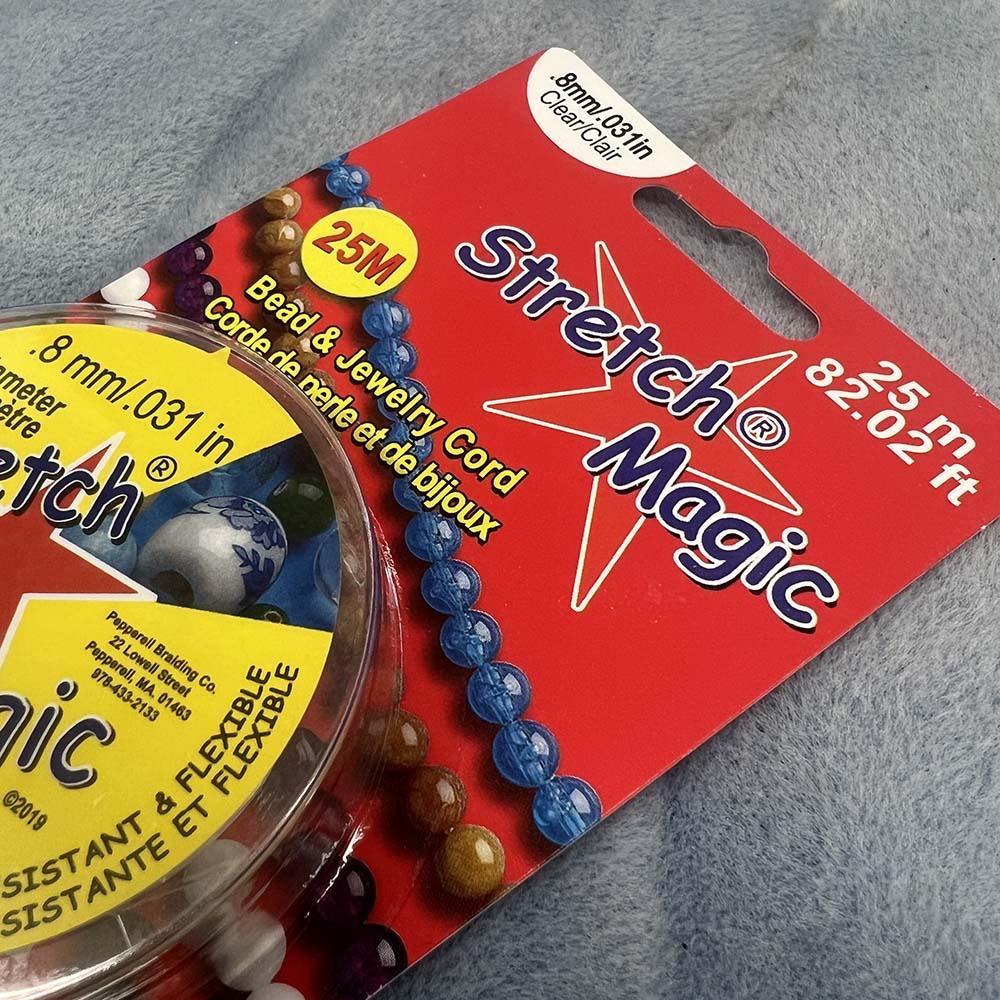 .8mm/.031in
Clear/Clair
Stretch®
Magic
25 m
82.02 ft
25M
Bead & Jewelry Cord
Corde de perle et de bijoux
.8 mm/.031 in
ameter
ètre
etch®
Pepperell Braiding Co.
22 Lowell Street
Pepperell, MA. 01463
978-433-2133
gic
©2019
SISTANT & FLEXIBLE
SISTANTE ET FLEXIBLE